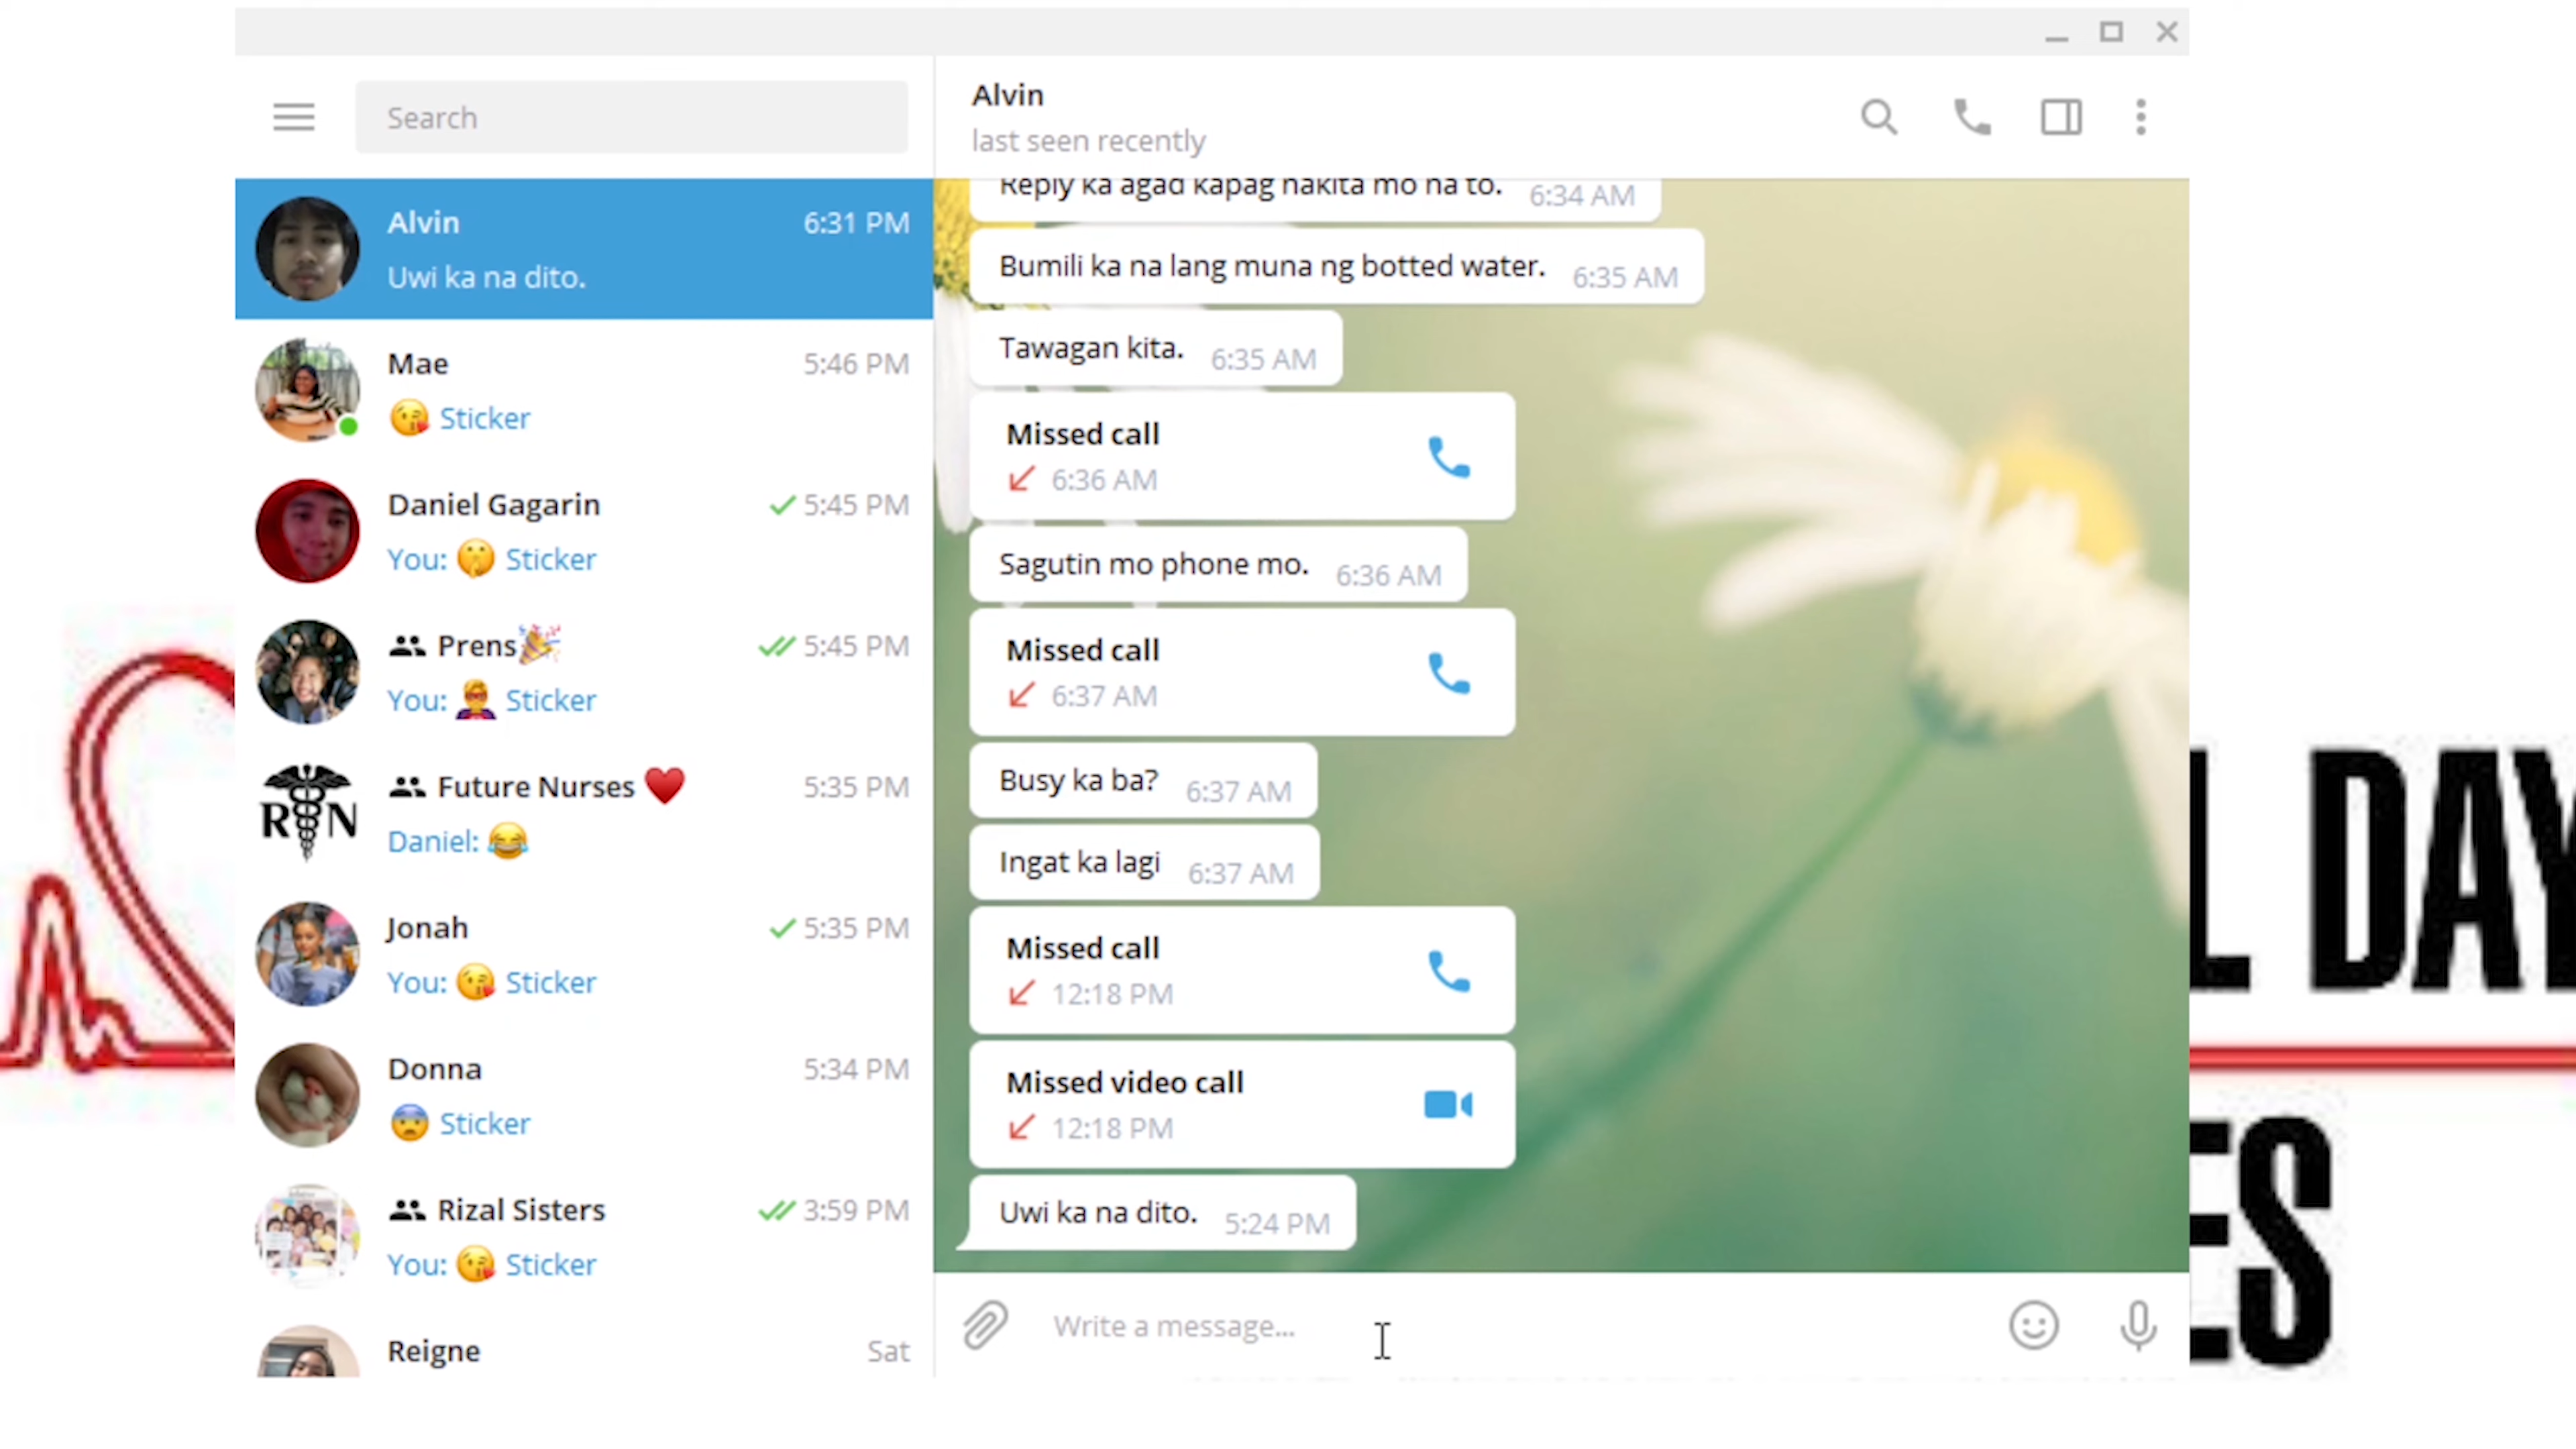 Search
Alvin
6:31 PM
Uwi ka na dito.
Mae
5:46 PM
😘 Sticker
Daniel Gagarin
5:45 PM
You: 🤫 Sticker
Prens🎉
5:45 PM
You: 🦸 Sticker
RN
Future Nurses ❤️
5:35 PM
Daniel: 😂
Jonah
5:35 PM
You: 😘 Sticker
Donna
5:34 PM
😨 Sticker
Rizal Sisters
3:59 PM
You: 😘 Sticker
Reigne
Sat
Alvin
last seen recently
Reply ka agad kapag nakita mo na to. 6:34 AM
Bumili ka na lang muna ng botted water. 6:35 AM
Tawagan kita. 6:35 AM
Missed call
6:36 AM
Sagutin mo phone mo. 6:36 AM
Missed call
6:37 AM
Busy ka ba? 6:37 AM
Ingat ka lagi 6:37 AM
Missed call
12:18 PM
Missed video call
12:18 PM
Uwi ka na dito. 5:24 PM
Write a message...
L DAY
ES